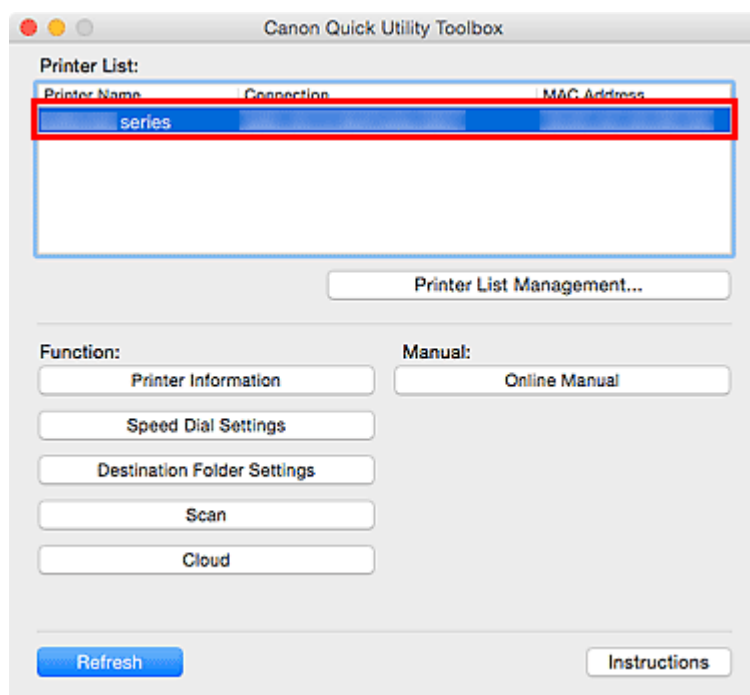 Canon Quick Utility Toolbox
Printer List:
Printer Name Connection MAC Address
series
Printer List Management...
Function: Manual:
Printer Information Online Manual
Speed Dial Settings
Destination Folder Settings
Scan
Cloud
Refresh Instructions